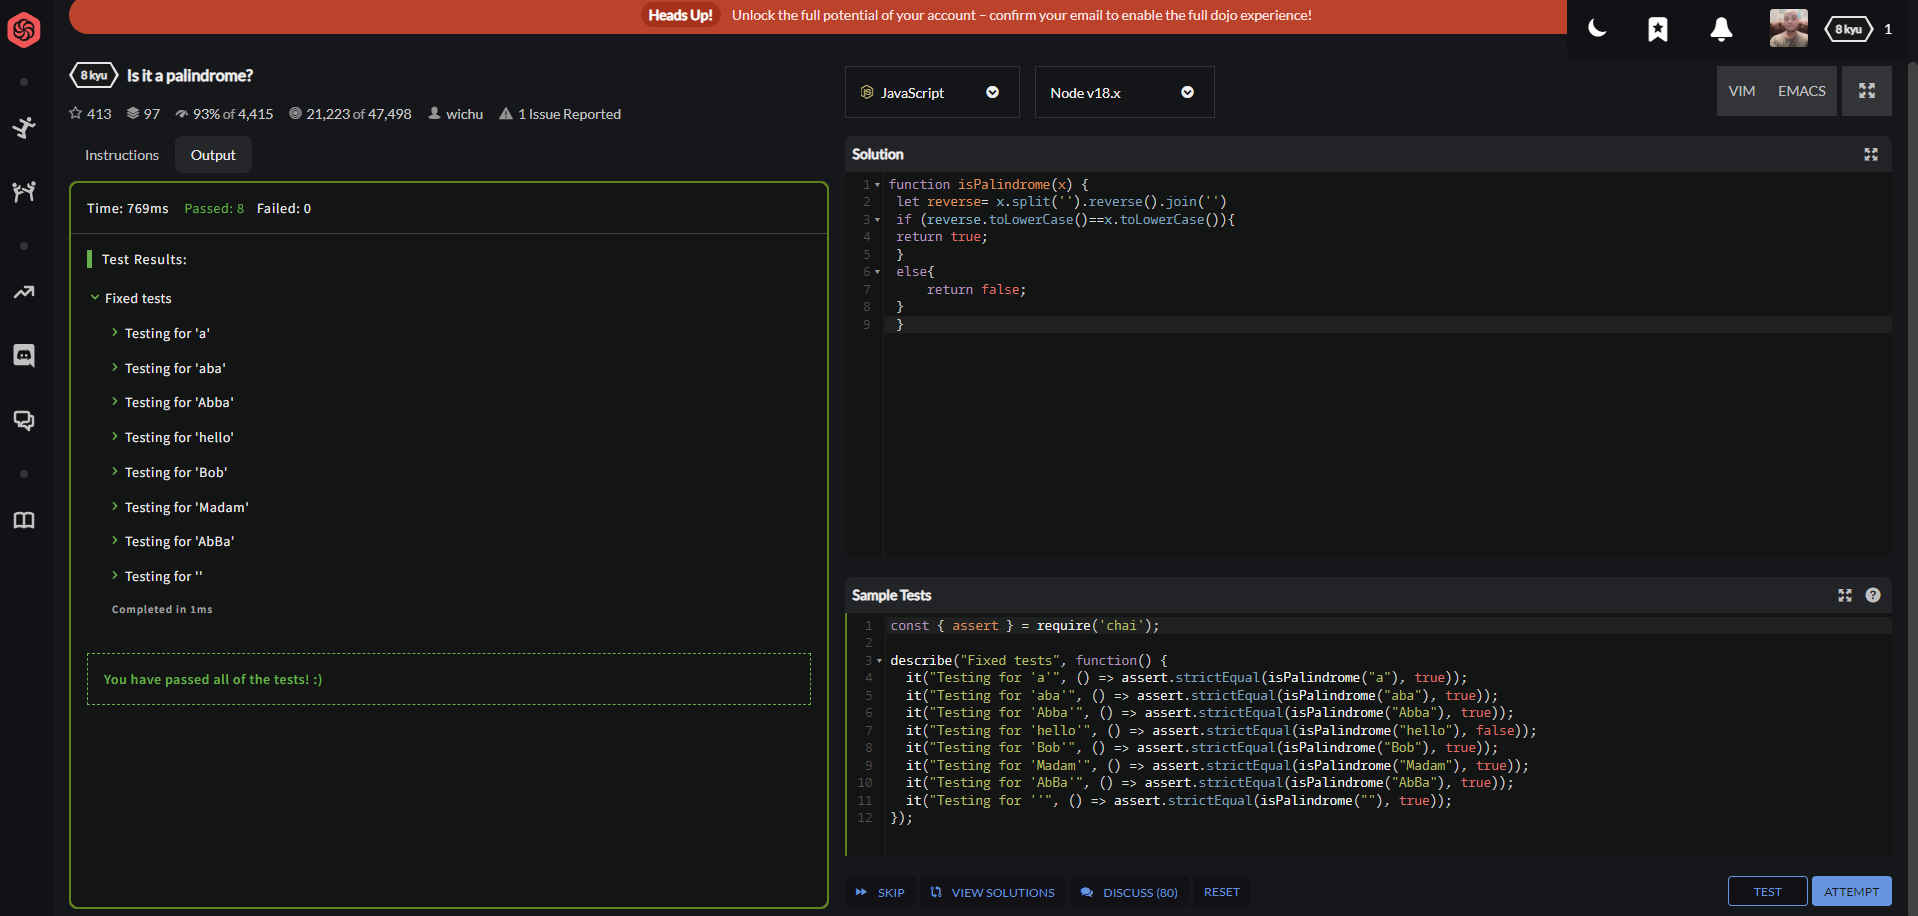 Heads Up! Unlock the full potential of your account – confirm your email to enable the full dojo experience!
8 kyu 1
8 kyu Is it a palindrome?
413 97 93% of 4,415 21,223 of 47,498 wichu 1 Issue Reported
Instructions Output
Time: 769ms Passed: 8 Failed: 0
Test Results:
Fixed tests
Testing for 'a'
Testing for 'aba'
Testing for 'Abba'
Testing for 'hello'
Testing for 'Bob'
Testing for 'Madam'
Testing for 'AbBa'
Testing for ''
Completed in 1ms
You have passed all of the tests! :)
JS JavaScript Node v18.x VIM EMACS
Solution
1 function isPalindrome(x) {
2 let reverse= x.split('').reverse().join('')
3 if (reverse.toLowerCase()==x.toLowerCase()){
4 return true;
5 }
6 else{
7 return false;
8 }
9 }
Sample Tests ?
1 const { assert } = require('chai');
2
3 describe("Fixed tests", function() {
4 it("Testing for 'a'", () => assert.strictEqual(isPalindrome("a"), true));
5 it("Testing for 'aba'", () => assert.strictEqual(isPalindrome("aba"), true));
6 it("Testing for 'Abba'", () => assert.strictEqual(isPalindrome("Abba"), true));
7 it("Testing for 'hello'", () => assert.strictEqual(isPalindrome("hello"), false));
8 it("Testing for 'Bob'", () => assert.strictEqual(isPalindrome("Bob"), true));
9 it("Testing for 'Madam'", () => assert.strictEqual(isPalindrome("Madam"), true));
10 it("Testing for 'AbBa'", () => assert.strictEqual(isPalindrome("AbBa"), true));
11 it("Testing for ''", () => assert.strictEqual(isPalindrome(""), true));
12 });
SKIP VIEW SOLUTIONS DISCUSS (80) RESET TEST ATTEMPT